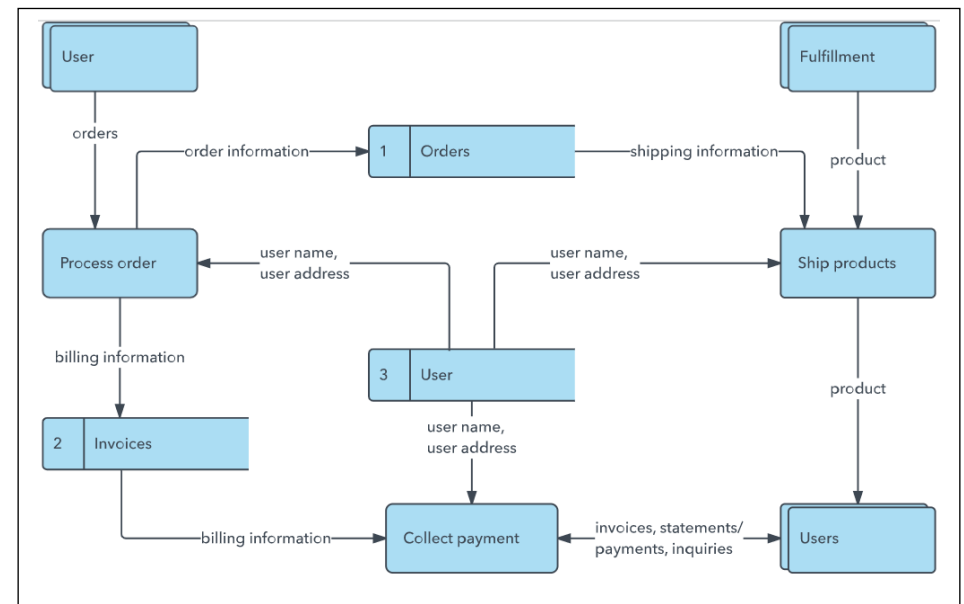 User
Fulfillment
orders
order information
1
Orders
shipping information
product
Process order
user name,
user address
user name,
user address
Ship products
billing information
3
User
product
user name,
user address
2
Invoices
billing information
Collect payment
invoices, statements/
payments, inquiries
Users